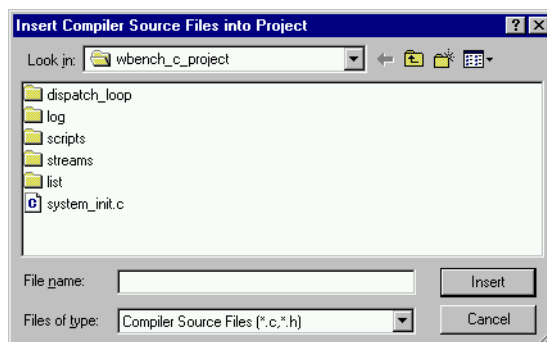 Insert Compiler Source Files into Project
Look in: wbench_c_project
dispatch_loop
log
scripts
streams
list
system_init.c
File name: Insert
Files of type: Compiler Source Files (*.c,*.h) Cancel